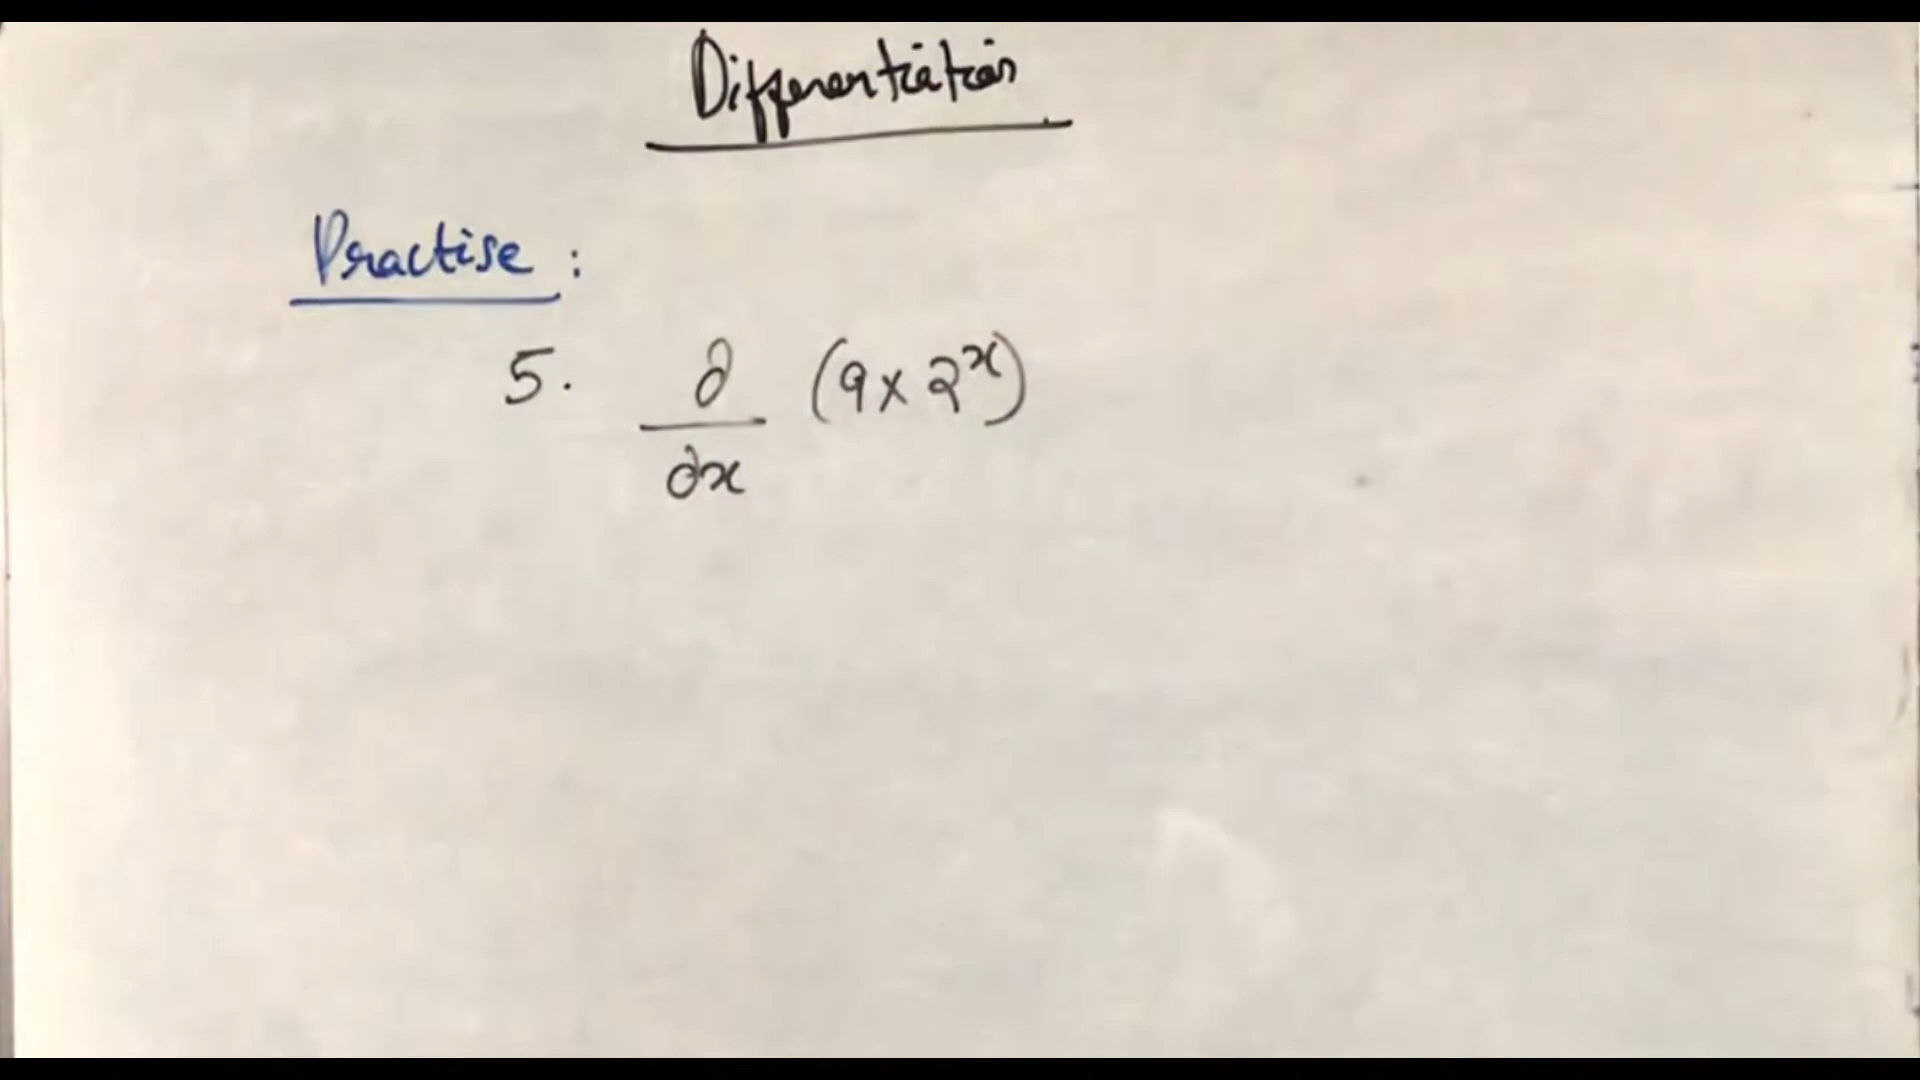 Differentiation
Practise :
5. ∂/∂x (9 x 2^x)